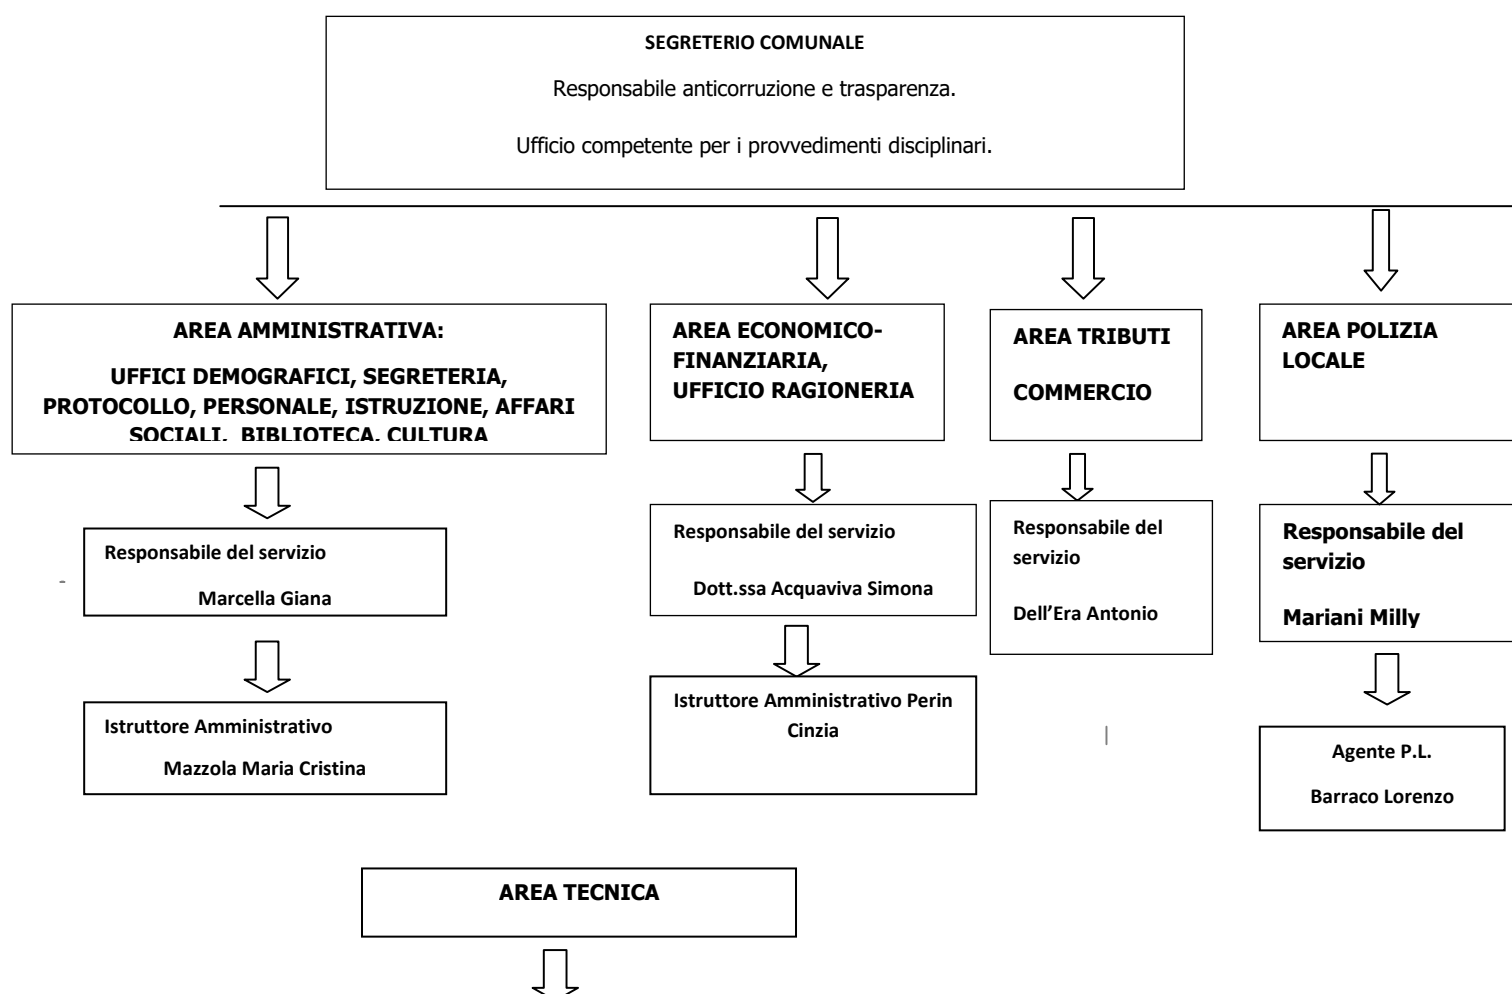 SEGRETERIO COMUNALE
Responsabile anticorruzione e trasparenza.
Ufficio competente per i provvedimenti disciplinari.
AREA AMMINISTRATIVA:
UFFICI DEMOGRAFICI, SEGRETERIA,
PROTOCOLLO, PERSONALE, ISTRUZIONE, AFFARI
SOCIALI, BIBLIOTECA, CULTURA
AREA ECONOMICO-
FINANZIARIA,
UFFICIO RAGIONERIA
AREA TRIBUTI
COMMERCIO
AREA POLIZIA
LOCALE
Responsabile del servizio
Marcella Giana
Responsabile del servizio
Dott.ssa Acquaviva Simona
Responsabile del
servizio
Dell’Era Antonio
Responsabile del
servizio
Mariani Milly
Istruttore Amministrativo
Mazzola Maria Cristina
Istruttore Amministrativo Perin
Cinzia
Agente P.L.
Barraco Lorenzo
AREA TECNICA